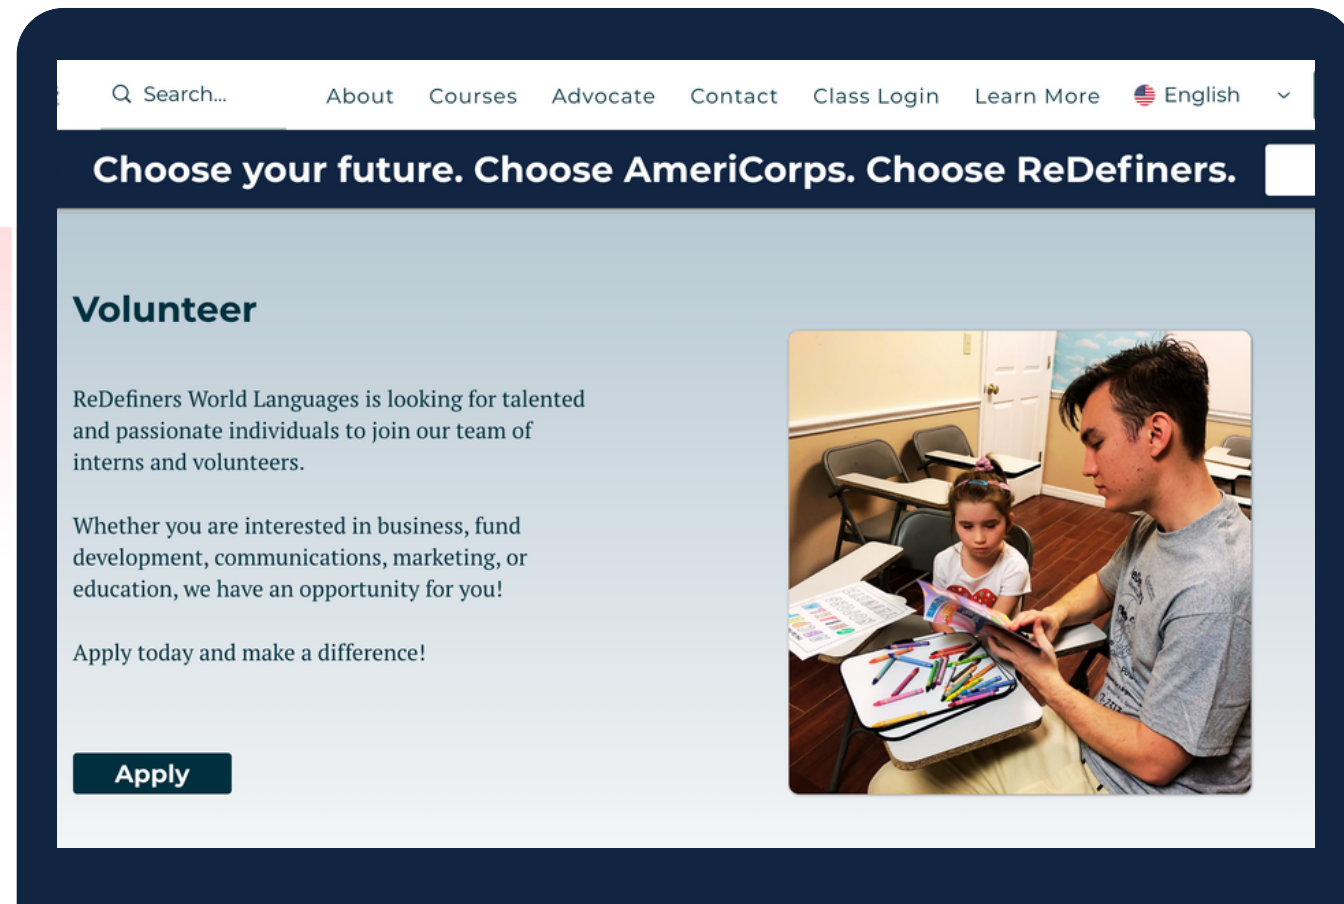 Search...
About
Courses
Advocate
Contact
Class Login
Learn More
English
Choose your future. Choose AmeriCorps. Choose ReDefiners.
Volunteer
ReDefiners World Languages is looking for talented
and passionate individuals to join our team of
interns and volunteers.
Whether you are interested in business, fund
development, communications, marketing, or
education, we have an opportunity for you!
Apply today and make a difference!
Apply